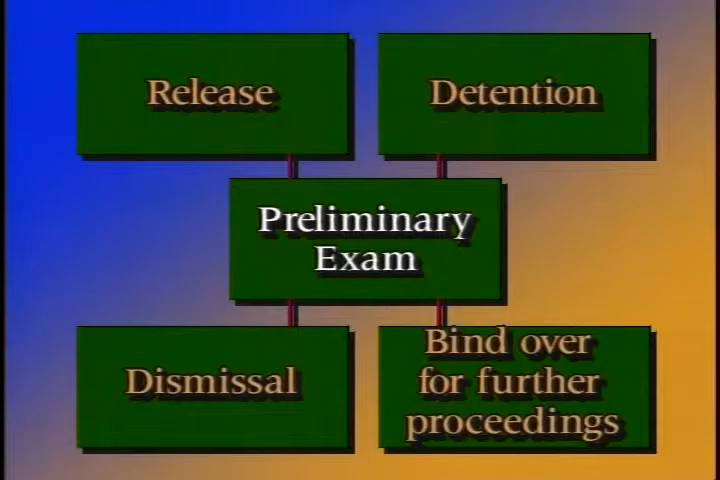 Release
Detention
Preliminary
Exam
Dismissal
Bind over
for further
proceedings